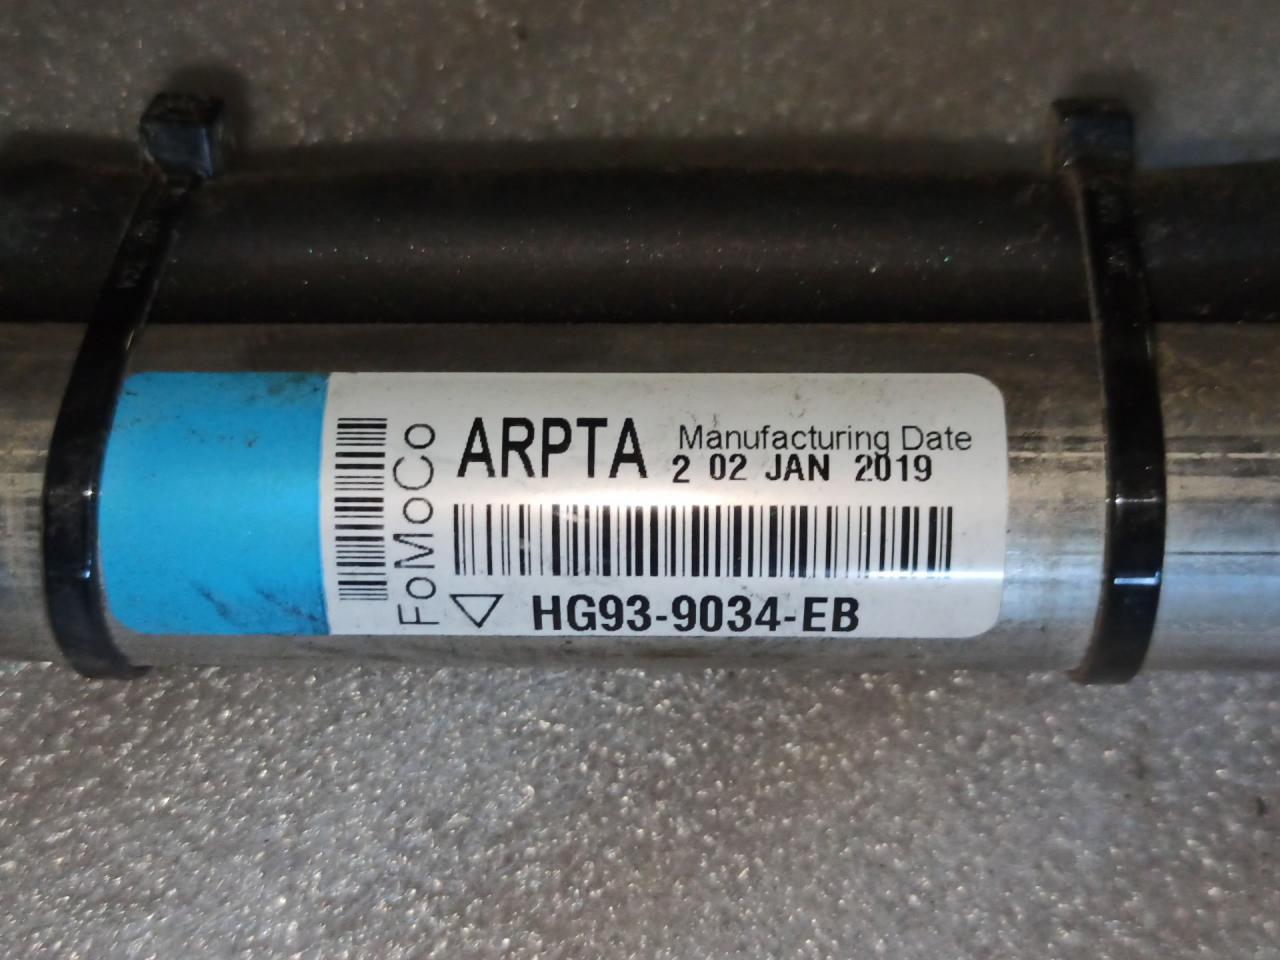 FoMoCo
ARPTA
Manufacturing Date
2 02 JAN 2019
HG93-9034-EB